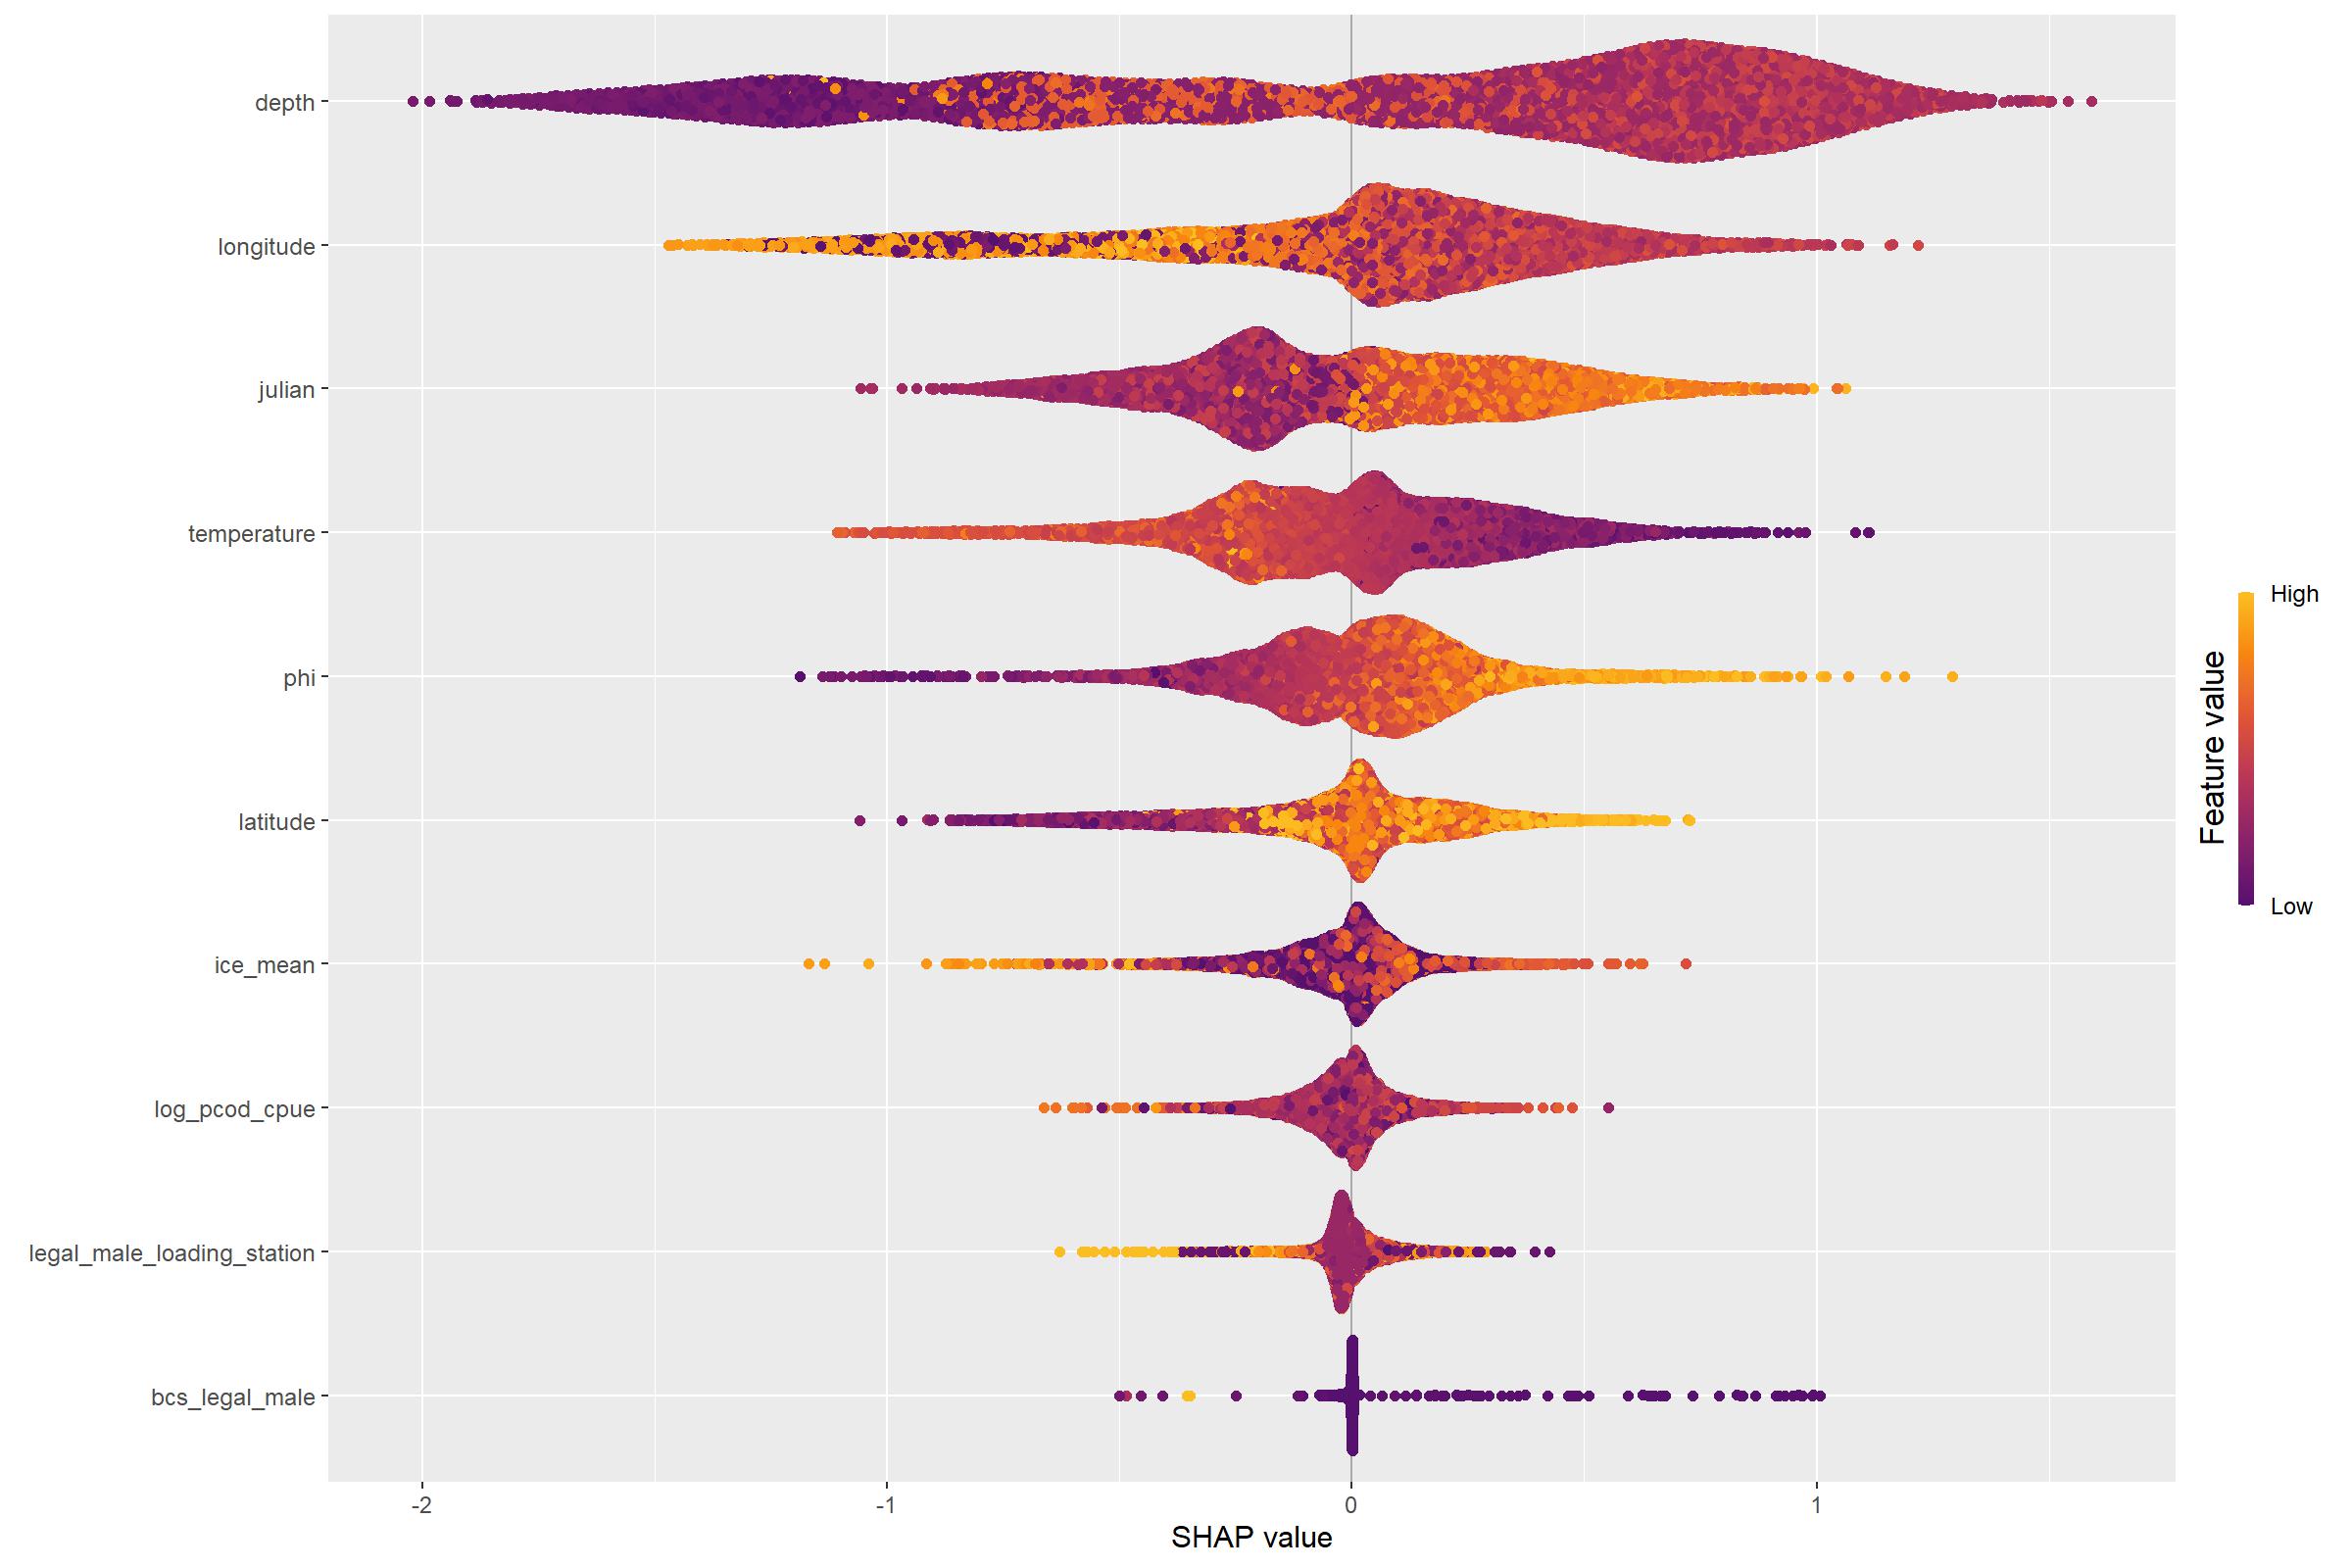 depth
longitude
julian
temperature
phi
latitude
ice_mean
log_pcod_cpue
legal_male_loading_station
bcs_legal_male
-2 -1 0 1
SHAP value
Feature value
High
Low